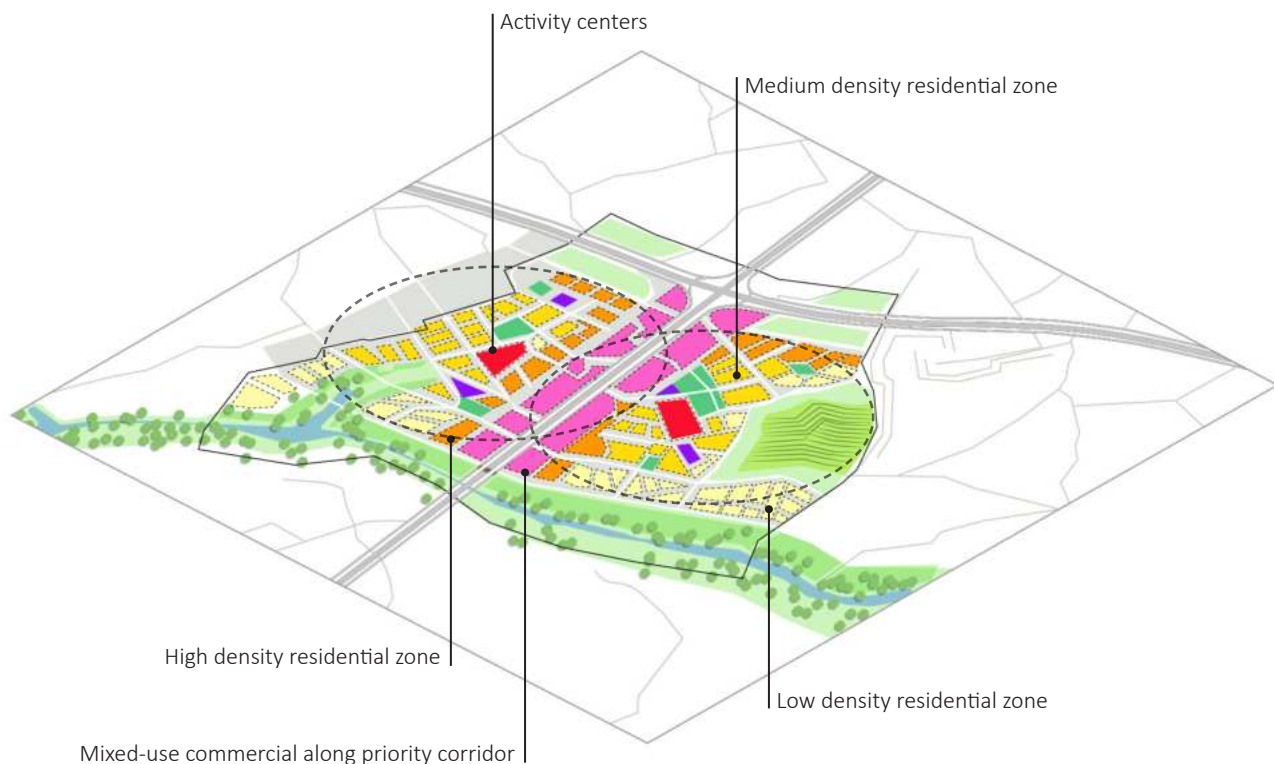 Activity centers
Medium density residential zone
High density residential zone
Low density residential zone
Mixed-use commercial along priority corridor